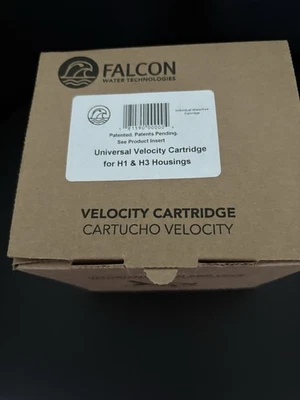 FALCON
WATER TECHNOLOGIES
Patented. Patents Pending.
See Product Insert
Universal Velocity Cartridge
for H1 & H3 Housings
VELOCITY CARTRIDGE
CARTUCHO VELOCITY